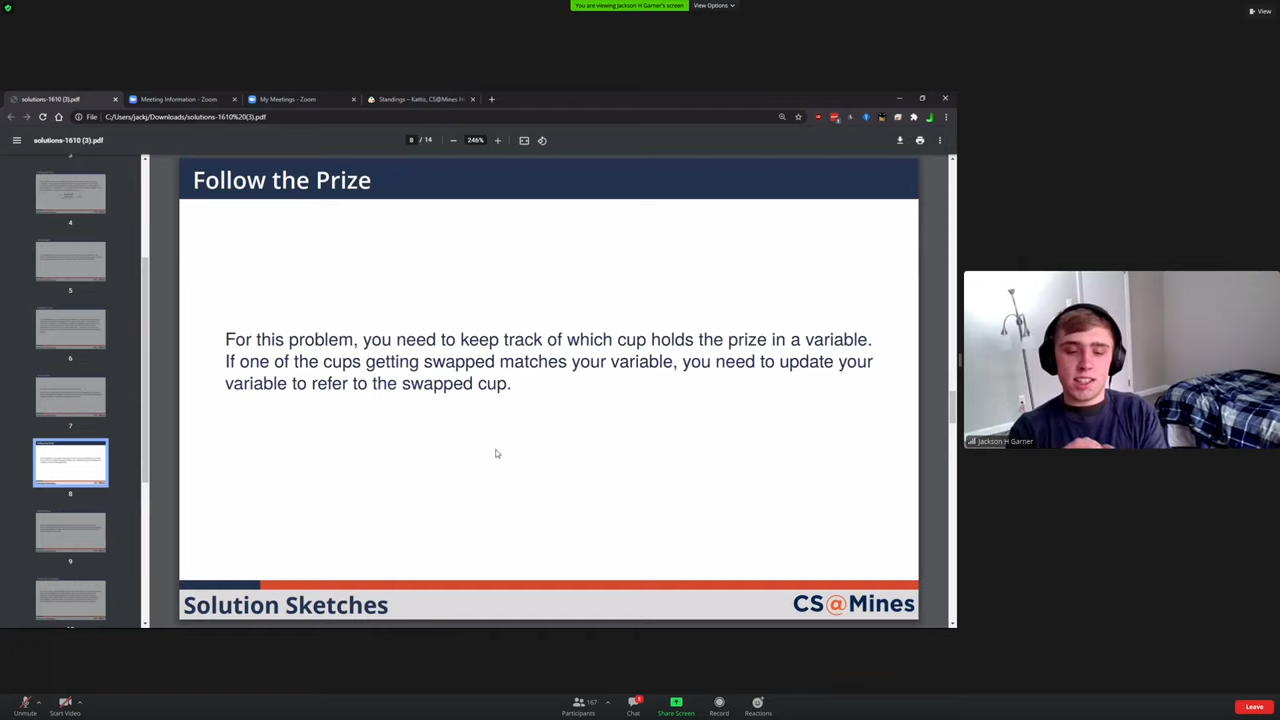 You are viewing Jackson H Garner's screen
View Options
View
solutions-1610 (3).pdf
Meeting Information - Zoom
My Meetings - Zoom
Standings – Kattis, CS@Mines H
File
C:/Users/jackj/Downloads/solutions-1610%20(3).pdf
solutions-1610 (3).pdf
8 / 14
246%
Follow the Prize
4
5
6
7
8
9
For this problem, you need to keep track of which cup holds the prize in a variable.
If one of the cups getting swapped matches your variable, you need to update your
variable to refer to the swapped cup.
Jackson H Garner
Solution Sketches
CS@Mines
Unmute
Start Video
167
Participants
Chat
Share Screen
Record
Reactions
Leave